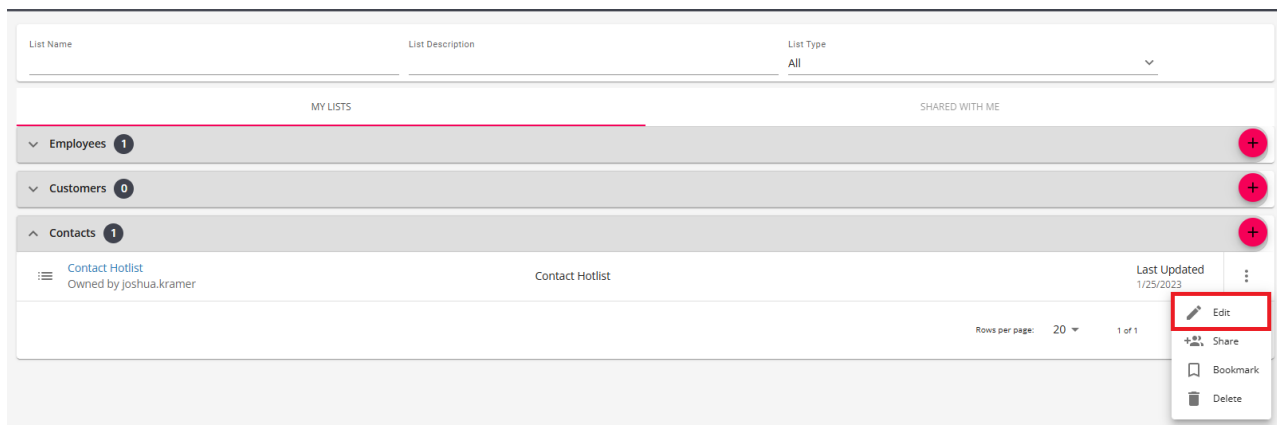 List Name
List Description
List Type
All
MY LISTS
SHARED WITH ME
Employees 1
Customers 0
Contacts 1
Contact Hotlist
Owned by joshua.kramer
Contact Hotlist
Last Updated
1/25/2023
Edit
Rows per page: 20 1 of 1
Share
Bookmark
Delete